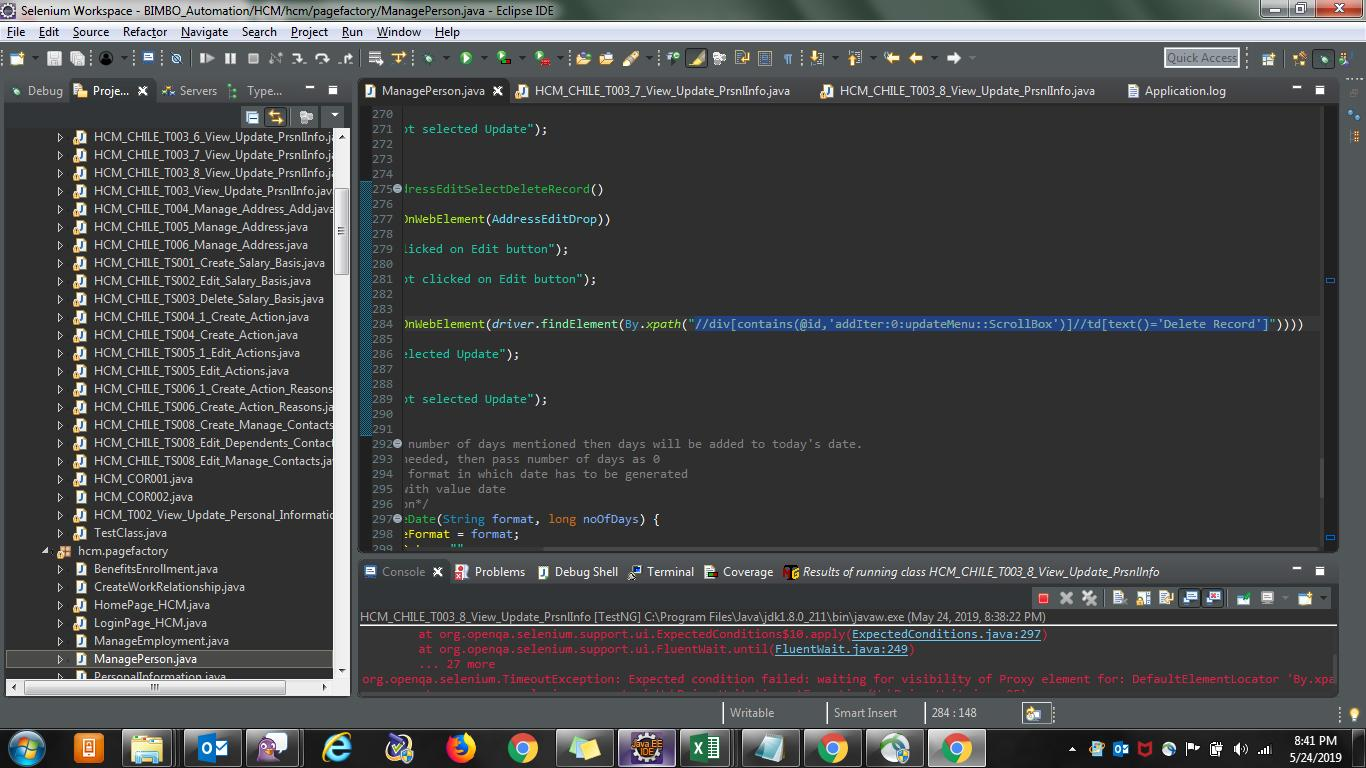 Selenium Workspace - BIMBO_Automation/HCM/hcm/pagefactory/ManagePerson.java - Eclipse IDE
File Edit Source Refactor Navigate Search Project Run Window Help
Quick Access
Debug Proje... Servers Type...
ManagePerson.java HCM_CHILE_T003_7_View_Update_PrsnlInfo.java HCM_CHILE_T003_8_View_Update_PrsnlInfo.java Application.log
HCM_CHILE_T003_6_View_Update_PrsnlInfo.ja
HCM_CHILE_T003_7_View_Update_PrsnlInfo.ja
HCM_CHILE_T003_8_View_Update_PrsnlInfo.ja
HCM_CHILE_T003_View_Update_PrsnlInfo.java
HCM_CHILE_T004_Manage_Address_Add.java
HCM_CHILE_T005_Manage_Address.java
HCM_CHILE_T006_Manage_Address.java
HCM_CHILE_TS001_Create_Salary_Basis.java
HCM_CHILE_TS002_Edit_Salary_Basis.java
HCM_CHILE_TS003_Delete_Salary_Basis.java
HCM_CHILE_TS004_1_Create_Action.java
HCM_CHILE_TS004_Create_Action.java
HCM_CHILE_TS005_1_Edit_Actions.java
HCM_CHILE_TS005_Edit_Actions.java
HCM_CHILE_TS006_1_Create_Action_Reasons
HCM_CHILE_TS006_Create_Action_Reasons.ja
HCM_CHILE_TS008_Create_Manage_Contacts
HCM_CHILE_TS008_Edit_Dependents_Contact
HCM_CHILE_TS008_Edit_Manage_Contacts.ja
HCM_COR001.java
HCM_COR002.java
HCM_T002_View_Update_Personal_Informatio
TestClass.java
hcm.pagefactory
BenefitsEnrollment.java
CreateWorkRelationship.java
HomePage_HCM.java
LoginPage_HCM.java
ManageEmployment.java
ManagePerson.java
PersonalInformation.java
270
271 ot selected Update");
272
273
274
275 dressEditSelectDeleteRecord()
276
277 OnWebElement(AddressEditDrop))
278
279 licked on Edit button");
280
281 ot clicked on Edit button");
282
283
284 OnWebElement(driver.findElement(By.xpath("//div[contains(@id,'addIter:0:updateMenu::ScrollBox')]//td[text()='Delete Record']"))))
285
286 elected Update");
287
288
289 ot selected Update");
290
291
292 number of days mentioned then days will be added to today's date.
293 needed, then pass number of days as 0
294 format in which date has to be generated
295 with value date
296 on*/
297 eDate(String format, long noOfDays) {
298 eFormat = format;
299
Console Problems Debug Shell Terminal Coverage Results of running class HCM_CHILE_T003_8_View_Update_PrsnlInfo
HCM_CHILE_T003_8_View_Update_PrsnlInfo [TestNG] C:\Program Files\Java\jdk1.8.0_211\bin\javaw.exe (May 24, 2019, 8:38:22 PM)
at org.openqa.selenium.support.ui.ExpectedConditions$10.apply(ExpectedConditions.java:297)
at org.openqa.selenium.support.ui.FluentWait.until(FluentWait.java:249)
... 27 more
org.openqa.selenium.TimeoutException: Expected condition failed: waiting for visibility of Proxy element for: DefaultElementLocator 'By.xpa
Writable Smart Insert 284 : 148
Java EE IDE
8:41 PM
5/24/2019